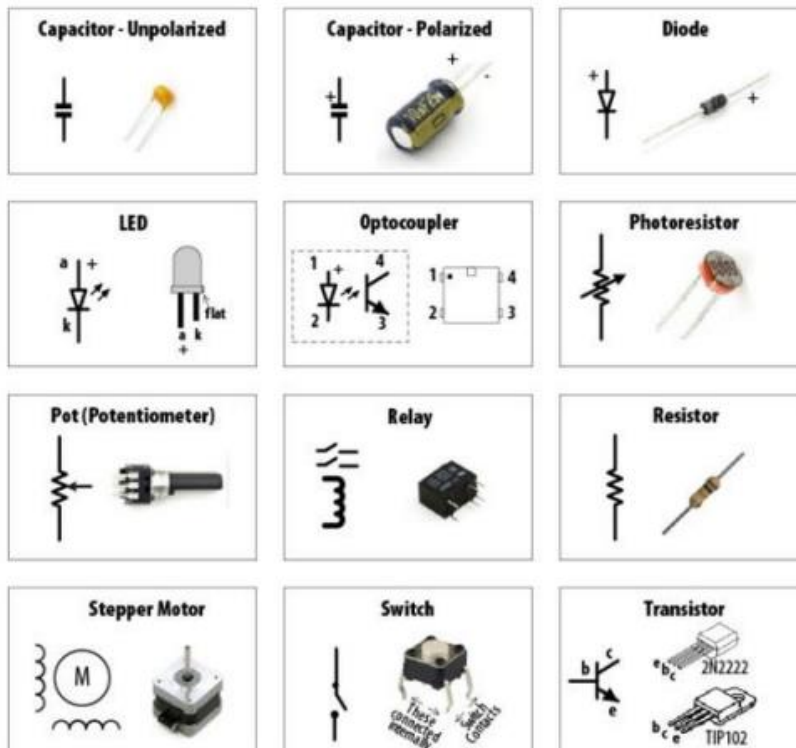 Capacitor - Unpolarized
Capacitor - Polarized
+
+
-
Diode
+
+
LED
a
+
k
flat
a
k
+
Optocoupler
1
+
4
2
3
1
4
2
3
Photoresistor
Pot (Potentiometer)
Relay
Resistor
Stepper Motor
M
Switch
These
connected
internally
Switch
Contacts
Transistor
c
b
e
e b c
2N2222
b c e
TIP102